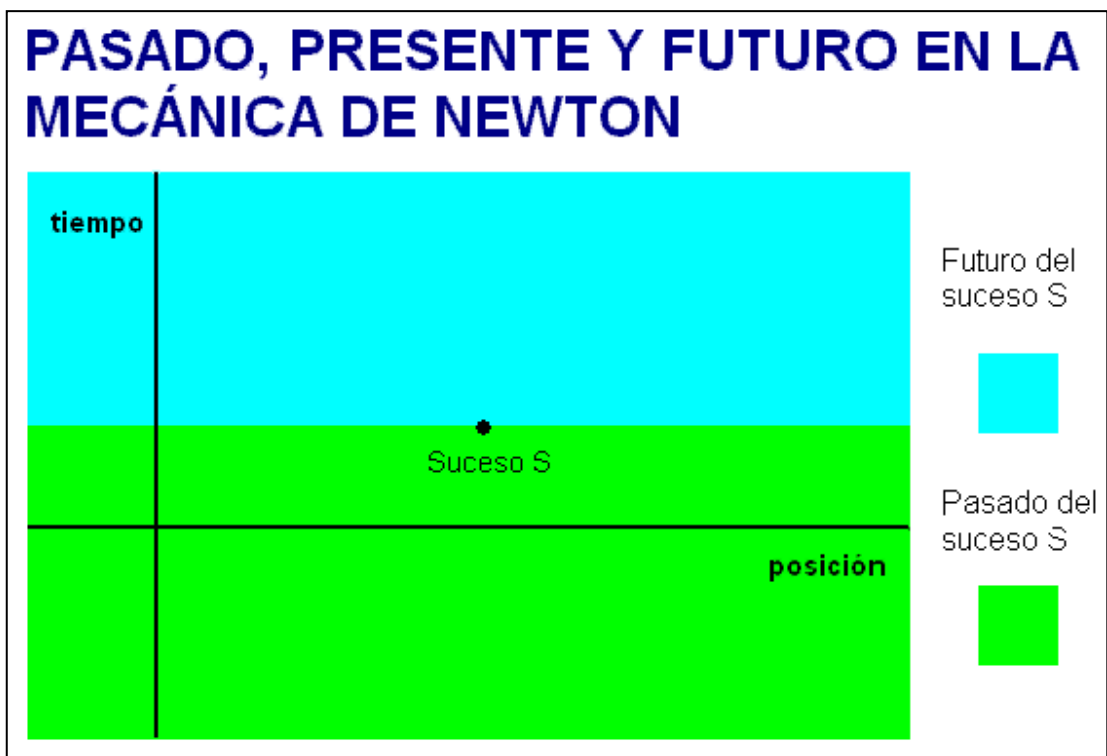 PASADO, PRESENTE Y FUTURO EN LA
MECÁNICA DE NEWTON
tiempo
Futuro del
suceso S
Suceso S
Pasado del
suceso S
posición